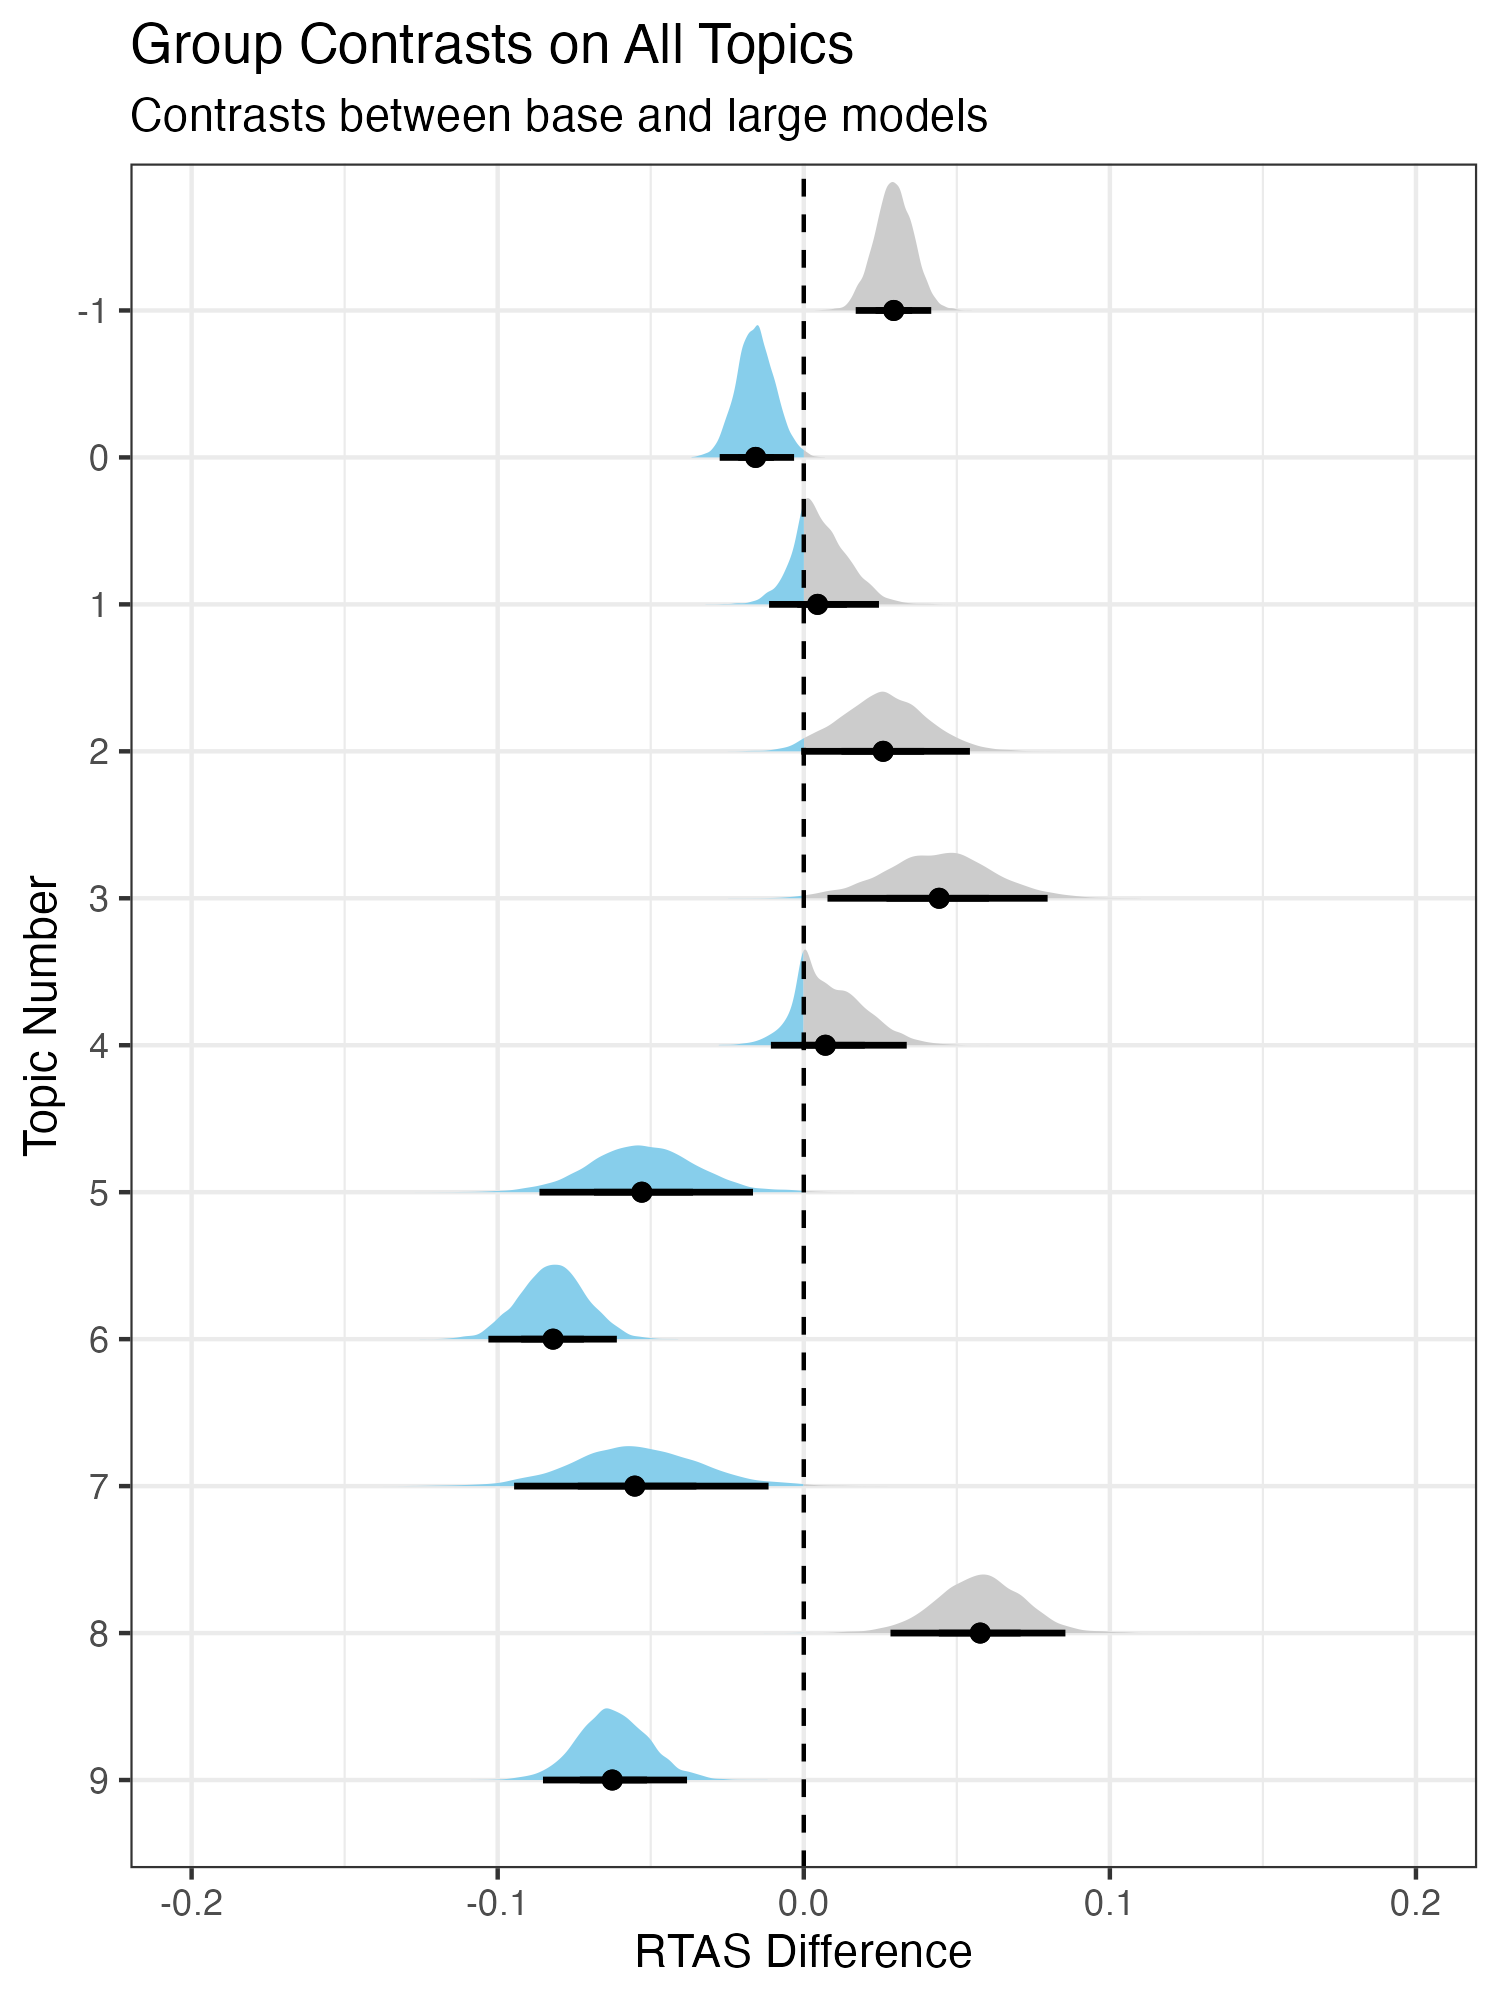 Group Contrasts on All Topics
Contrasts between base and large models
Topic Number
-1
0
1
2
3
4
5
6
7
8
9
-0.2 -0.1 0.0 0.1 0.2
RTAS Difference